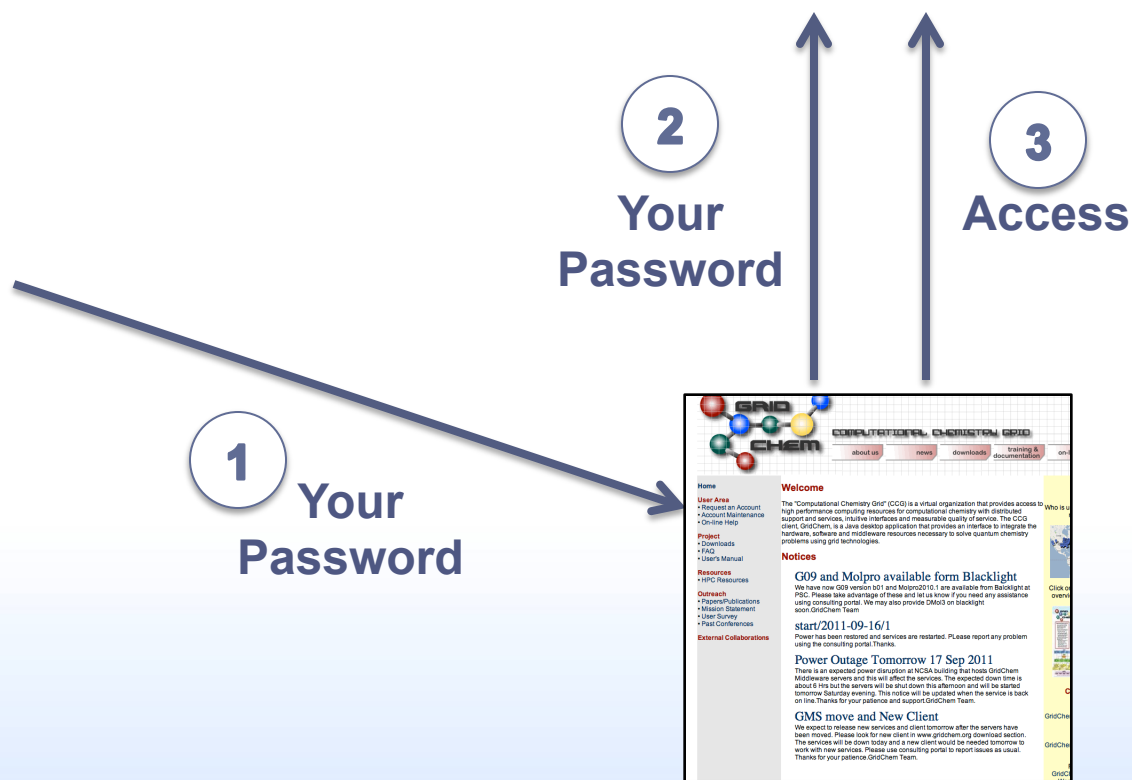 2
Your
Password
3
Access
1
Your
Password
GRID
CHEM
COMPUTATIONAL CHEMISTRY GRID
about us
news
downloads
training &
documentation
on-l
Home
User Area
• Request an Account
• Account Maintenance
• On-line Help
Project
• Downloads
• FAQ
• User's Manual
Resources
• HPC Resources
Outreach
• Papers/Publications
• Mission Statement
• User Survey
• Past Conferences
External Collaborations
Welcome
The "Computational Chemistry Grid" (CCG) is a virtual organization that provides access to
high performance computing resources for computational chemistry with distributed
support and services, intuitive interfaces and measurable quality of service. The CCG
client, GridChem, is a Java desktop application that provides an interface to integrate the
hardware, software and middleware resources necessary to solve quantum chemistry
problems using grid technologies.
Notices
G09 and Molpro available form Blacklight
We have now G09 version b01 and Molpro2010.1 are available from Balcklight at
PSC. Please take advantage of these and let us know if you need any assistance
using consulting portal. We may also provide DMol3 on blacklight
soon.GridChem Team
start/2011-09-16/1
Power has been restored and services are restarted. PLease report any problem
using the consulting portal.Thanks.
Power Outage Tomorrow 17 Sep 2011
There is an expected power disruption at NCSA building that hosts GridChem
Middleware servers and this will affect the services. The expected down time is
about 6 Hrs but the servers will be shut down this afternoon and will be started
tomorrow Saturday evening. This notice will be updated when the service is back
on line.Thanks for your patience and support.GridChem Team.
GMS move and New Client
We expect to release new services and client tomorrow after the servers have
been moved. Please look for new client in www.gridchem.org download section.
The services will be down today and a new client would be needed tomorrow to
work with new services. Please use consulting portal to report issues as usual.
Thanks for your patience.GridChem Team.
Who is u
Click o
overvi
C
GridChe
GridChe
GridC